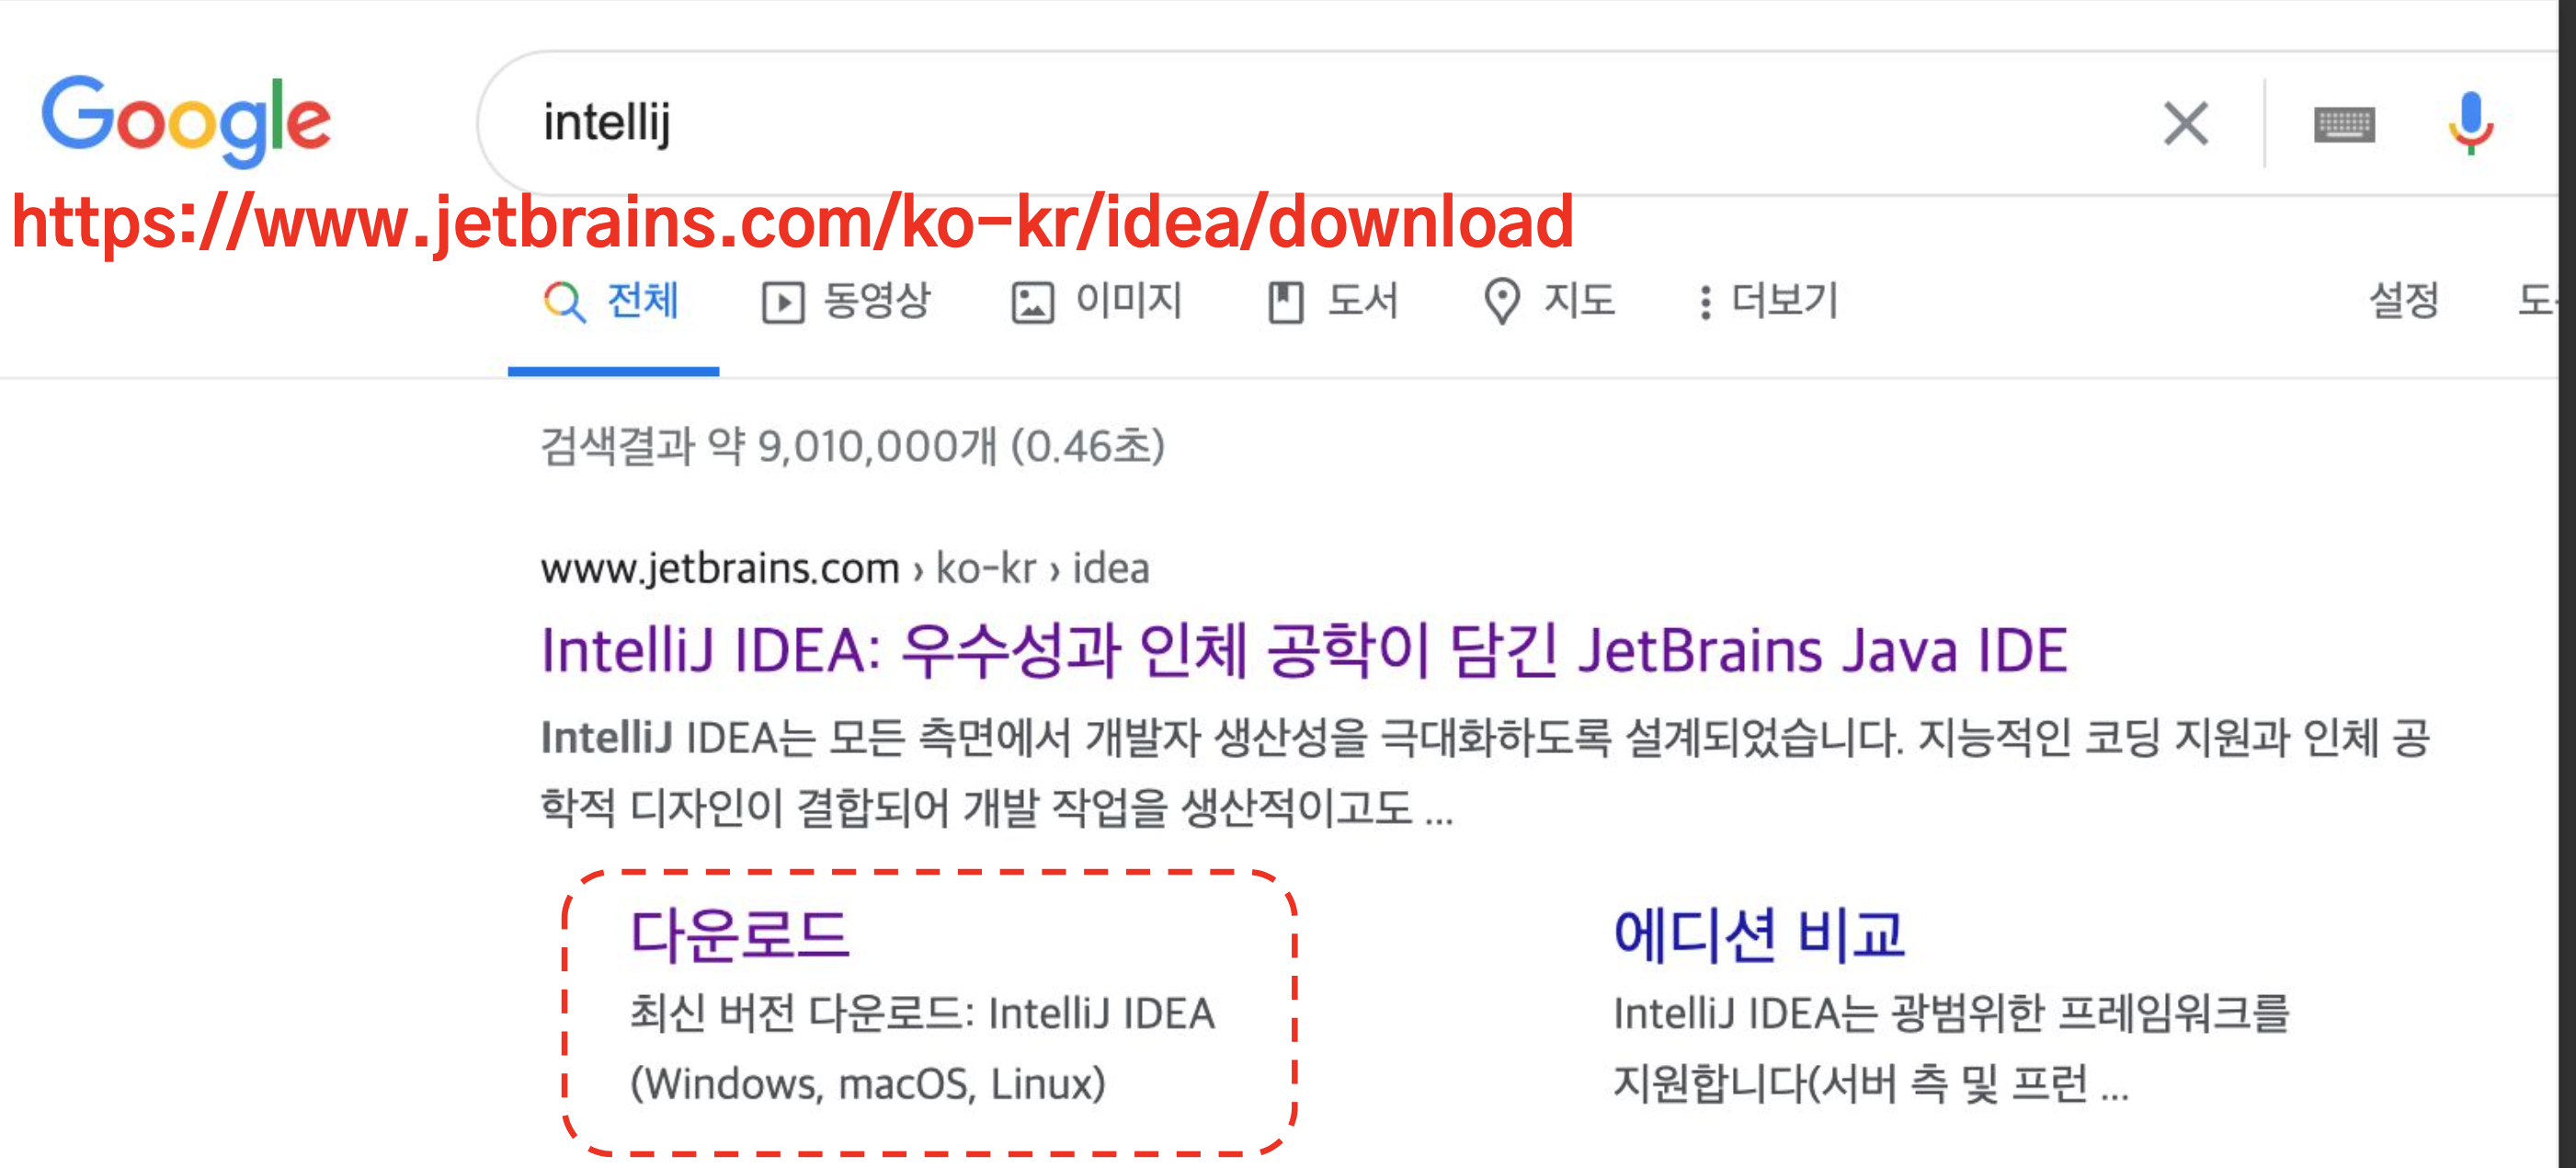 Google
intellij
https://www.jetbrains.com/ko-kr/idea/download
전체 동영상 이미지 도서 지도 더보기 설정
검색결과 약 9,010,000개 (0.46초)
www.jetbrains.com › ko-kr › idea
IntelliJ IDEA: 우수성과 인체 공학이 담긴 JetBrains Java IDE
IntelliJ IDEA는 모든 측면에서 개발자 생산성을 극대화하도록 설계되었습니다. 지능적인 코딩 지원과 인체 공
학적 디자인이 결합되어 개발 작업을 생산적이고도 ...
다운로드
최신 버전 다운로드: IntelliJ IDEA
(Windows, macOS, Linux)
에디션 비교
IntelliJ IDEA는 광범위한 프레임워크를
지원합니다(서버 측 및 프런 ...